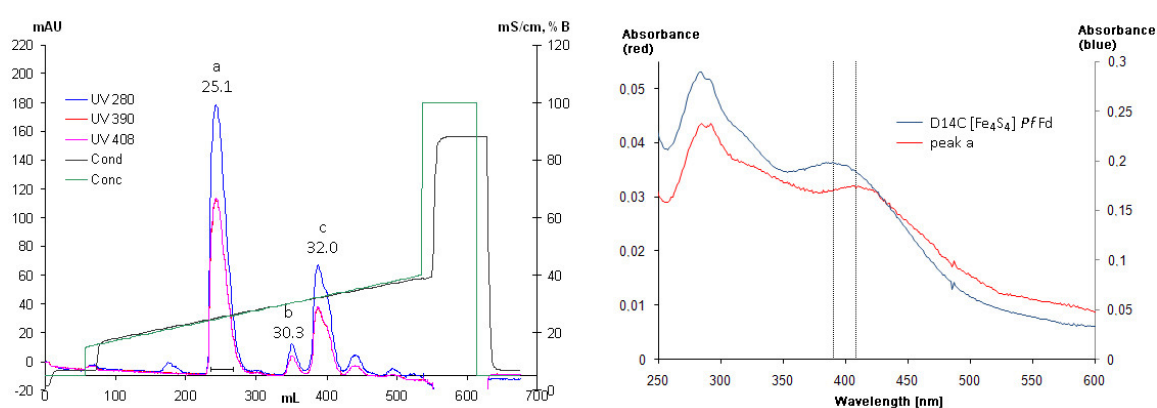 mAU
mS/cm, % B
220
200
180
160
140
120
100
80
60
40
20
0
-20
120
100
80
60
40
20
0
UV 280
UV 390
UV 408
Cond
Conc
a
25.1
b
30.3
c
32.0
0
100
200
mL
300
400
500
600
700
Absorbance
(red)
Absorbance
(blue)
0.05
0.04
0.03
0.02
0.01
0
0.3
0.25
0.2
0.15
0.1
0.05
0
D14C [Fe₄S₄] PfFd
peak a
250
300
350
400
450
500
550
600
Wavelength [nm]